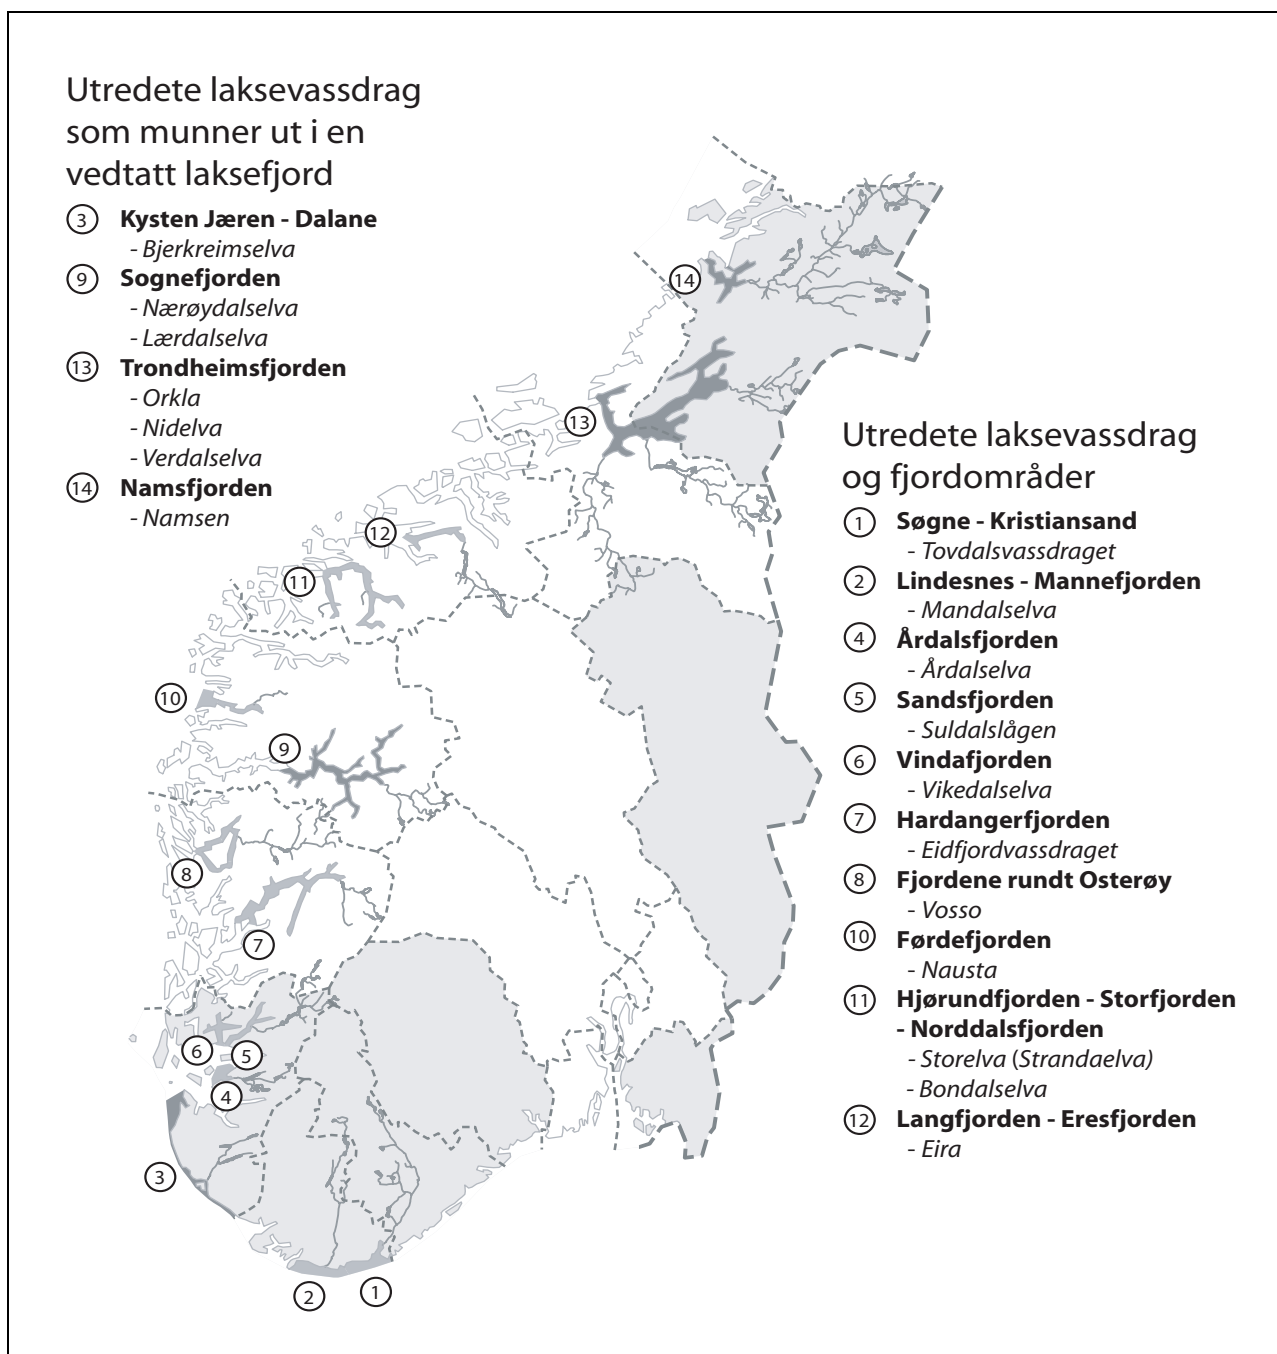 Utredete laksevassdrag
som munner ut i en
vedtatt laksefjord
3 Kysten Jæren - Dalane
- Bjerkreimselva
9 Sognefjorden
- Nærøydalselva
- Lærdalselva
13 Trondheimsfjorden
- Orkla
- Nidelva
- Verdalselva
14 Namsfjorden
- Namsen
Utredete laksevassdrag
og fjordområder
1 Søgne - Kristiansand
- Tovdalsvassdraget
2 Lindesnes - Mannefjorden
- Mandalselva
4 Årdalsfjorden
- Årdalselva
5 Sandsfjorden
- Suldalslågen
6 Vindafjorden
- Vikedalselva
7 Hardangerfjorden
- Eidfjordvassdraget
8 Fjordene rundt Osterøy
- Vosso
10 Førdefjorden
- Nausta
11 Hjørundfjorden - Storfjorden
- Norddalsfjorden
- Storelva (Strandaelva)
- Bondalselva
12 Langfjorden - Eresfjorden
- Eira
14
13
12
11
10
9
8
7
6
5
4
3
2
1